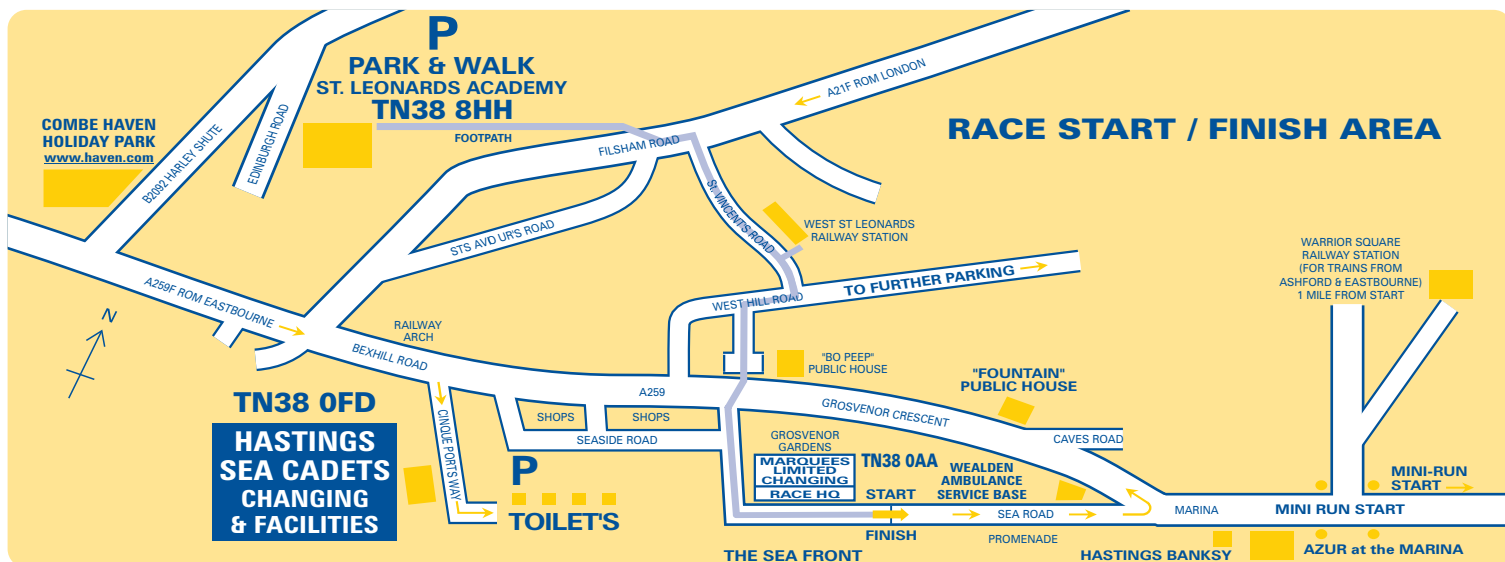 P
PARK & WALK
ST. LEONARDS ACADEMY
TN38 8HH
FOOTPATH
COMBE HAVEN
HOLIDAY PARK
www.haven.com
B2092 HARLEY SHUTE
EDINBURGH ROAD
FILSHAM ROAD
A21F ROM LONDON
RACE START / FINISH AREA
St. VINCENT'S ROAD
WEST ST LEONARDS
RAILWAY STATION
STS AVD UR'S ROAD
WARRIOR SQUARE
RAILWAY STATION
(FOR TRAINS FROM
ASHFORD & EASTBOURNE)
1 MILE FROM START
A259F ROM EASTBOURNE
N
WEST HILL ROAD
TO FURTHER PARKING
RAILWAY
ARCH
BEXHILL ROAD
"BO PEEP"
PUBLIC HOUSE
"FOUNTAIN"
PUBLIC HOUSE
A259
GROSVENOR CRESCENT
TN38 0FD
HASTINGS
SEA CADETS
CHANGING
& FACILITIES
CINQUE PORTS WAY
SHOPS
SHOPS
SEASIDE ROAD
P
TOILET'S
GROSVENOR
GARDENS
MARQUEES
LIMITED
CHANGING
RACE HQ
TN38 0AA
WEALDEN
AMBULANCE
SERVICE BASE
CAVES ROAD
START
FINISH
SEA ROAD
PROMENADE
THE SEA FRONT
MARINA
MINI RUN START
MINI-RUN
START
HASTINGS BANKSY
AZUR at the MARINA